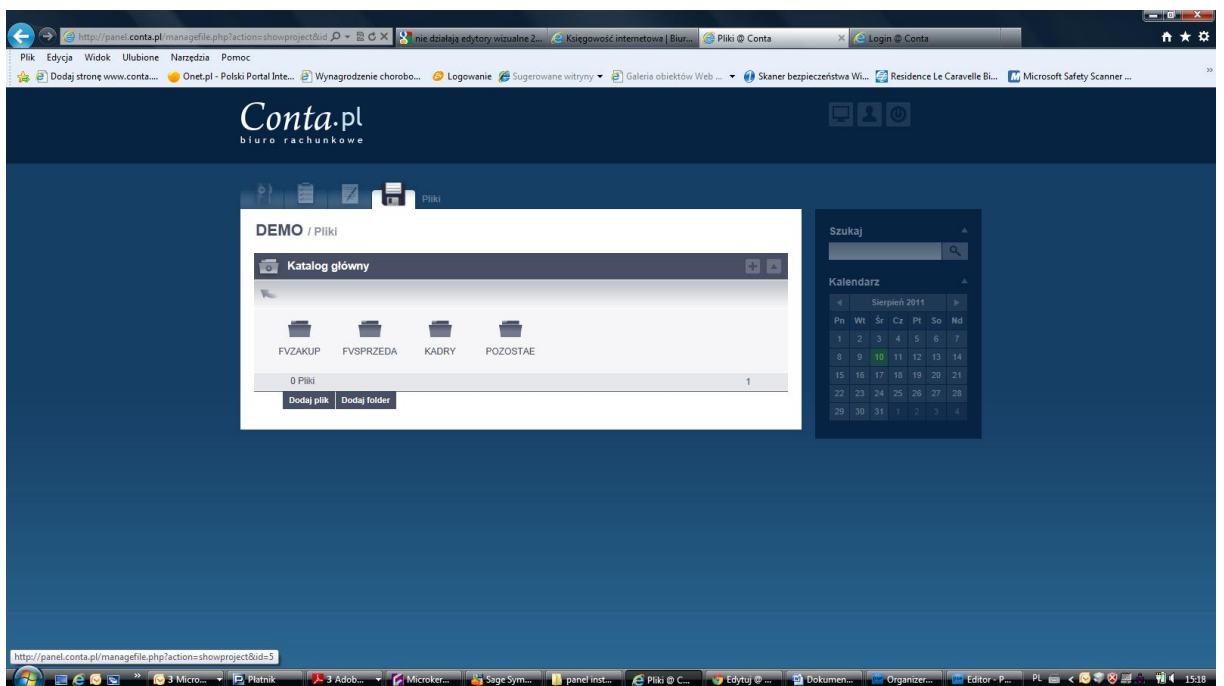 http://panel.conta.pl/managefile.php?action=showproject&id
nie działają edytory wizualne 2...
Księgowość internetowa | Biur...
Pliki @ Conta
Login @ Conta
Plik Edycja Widok Ulubione Narzędzia Pomoc
Dodaj stronę www.conta....
Onet.pl - Polski Portal Inte...
Wynagrodzenie chorobo...
Logowanie
Sugerowane witryny
Galeria obiektów Web ...
Skaner bezpieczeństwa Wi...
Residence Le Caravelle Bi...
Microsoft Safety Scanner ...
Conta.pl
biuro rachunkowe
Pliki
DEMO / Pliki
Katalog główny
FVZAKUP FVSPRZEDA KADRY POZOSTAE
0 Pliki 1
Dodaj plik Dodaj folder
Szukaj
Kalendarz
Sierpień 2011
Pn Wt Śr Cz Pt So Nd
1 2 3 4 5 6 7
8 9 10 11 12 13 14
15 16 17 18 19 20 21
22 23 24 25 26 27 28
29 30 31 1 2 3 4
http://panel.conta.pl/managefile.php?action=showproject&id=5
3 Micro...
Płatnik
3 Adob...
Microker...
Sage Sym...
panel inst...
Pliki @ C...
Edytuj @ ...
Dokumen...
Organizer...
Editor - P...
PL
15:18